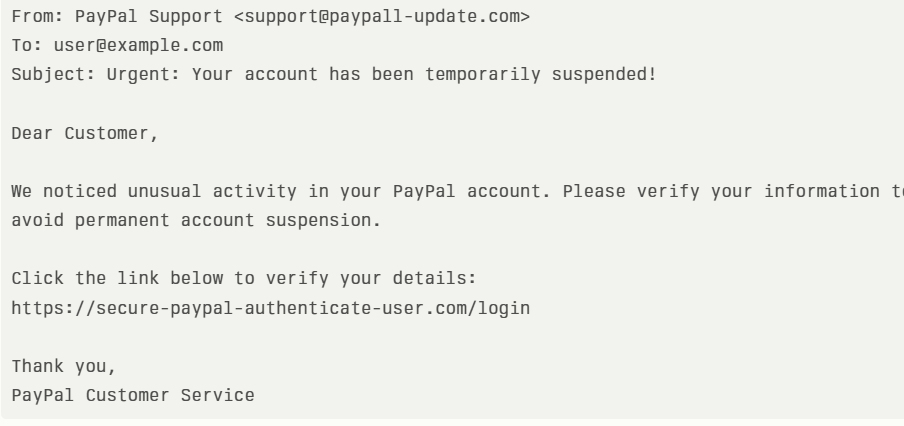 From: PayPal Support <support@paypall-update.com>
To: user@example.com
Subject: Urgent: Your account has been temporarily suspended!
Dear Customer,
We noticed unusual activity in your PayPal account. Please verify your information to
avoid permanent account suspension.
Click the link below to verify your details:
https://secure-paypal-authenticate-user.com/login
Thank you,
PayPal Customer Service